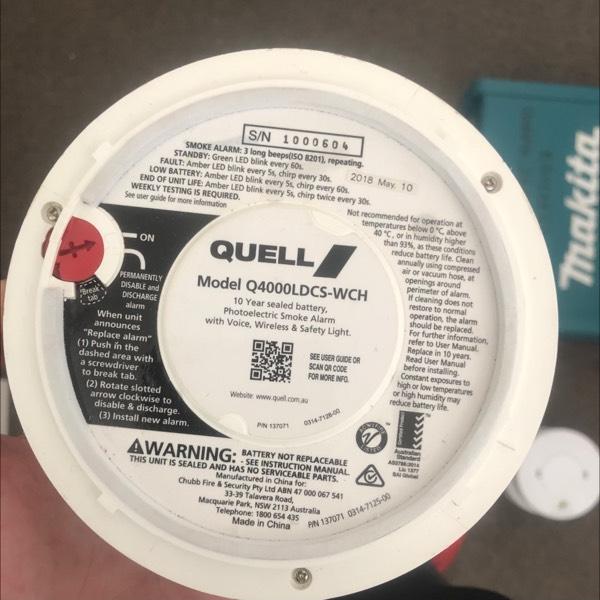 S/N 1000604
SMOKE ALARM: 3 long beeps(ISO 8201), repeating.
STANDBY: Green LED blink every 60s.
FAULT: Amber LED blink every 5s, chirp every 30s.
LOW BATTERY: Amber LED blink every 5s, chirp every 60s.
END OF UNIT LIFE: Amber LED blink every 5s, chirp twice every 30s.
WEEKLY TESTING IS REQUIRED.
See user guide for more information
2018 May. 10
Not recommended for operation at
temperatures below 0 °C, above
40 °C, or in humidity higher
than 93%, as these conditions
reduce battery life. Clean
annually using compressed
air or vacuum hose, at
openings around
perimeter of alarm.
If cleaning does not
restore to normal
operation, the alarm
should be replaced.
For further information,
refer to User Manual.
Replace in 10 years.
Read User Manual
before installing.
Constant exposures to
high or low temperatures
or high humidity may
reduce battery life.
ON
PERMANENTLY
DISABLE and
DISCHARGE
alarm
Break
tab
When unit
announces
"Replace alarm"
(1) Push in the
dashed area with
a screwdriver
to break tab.
(2) Rotate slotted
arrow clockwise to
disable & discharge.
(3) Install new alarm.
QUELL
Model Q4000LDCS-WCH
10 Year sealed battery,
Photoelectric Smoke Alarm
with Voice, Wireless & Safety Light.
SEE USER GUIDE OR
SCAN QR CODE
FOR MORE INFO.
Website: www.quell.com.au
P/N 137071 0314-7128-00
WARNING: BATTERY NOT REPLACEABLE
- SEE INSTRUCTION MANUAL.
THIS UNIT IS SEALED AND HAS NO SERVICEABLE PARTS.
Manufactured in China for:
Chubb Fire & Security Pty Ltd ABN 47 000 067 541
33-39 Talavera Road,
Macquarie Park, NSW 2113 Australia
Telephone: 1800 654 435
Made in China
P/N 137071 0314-7125-00
Australian
Standard
AS3786:2014
Lic 1377
SAI Global
makita